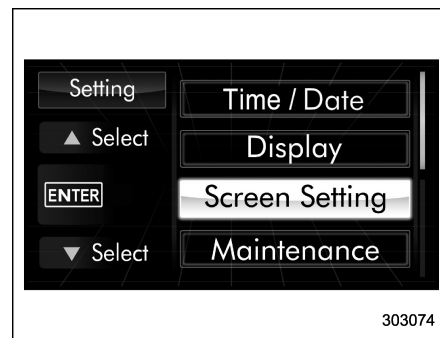 Setting
▲ Select
ENTER
▼ Select
Time / Date
Display
Screen Setting
Maintenance
303074